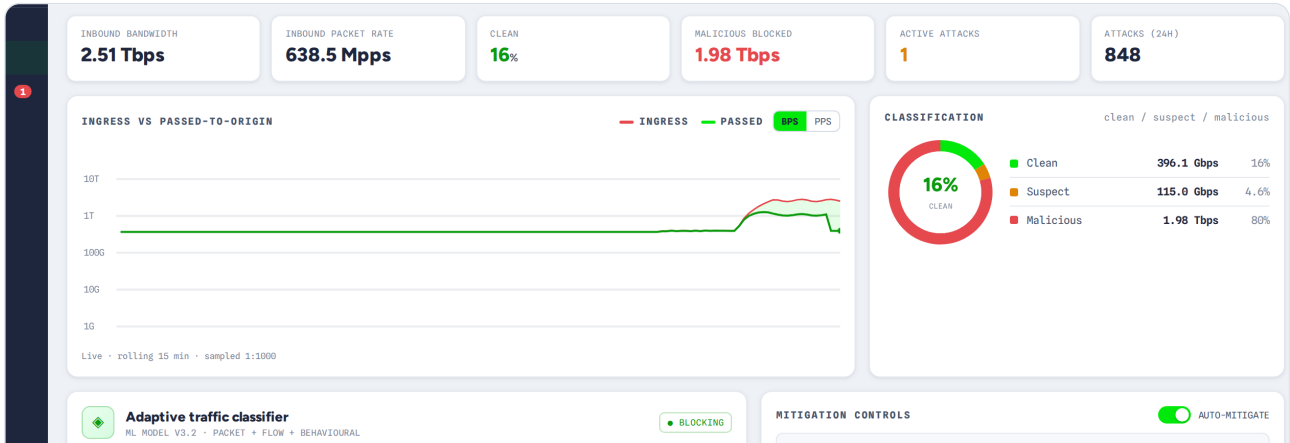 INBOUND BANDWIDTH
2.51 Tbps
INBOUND PACKET RATE
638.5 Mpps
CLEAN
16%
MALICIOUS BLOCKED
1.98 Tbps
ACTIVE ATTACKS
1
ATTACKS (24H)
848
1
INGRESS VS PASSED-TO-ORIGIN
INGRESS PASSED BPS PPS
10T
1T
100G
10G
1G
Live · rolling 15 min · sampled 1:1000
CLASSIFICATION clean / suspect / malicious
16%
CLEAN
Clean 396.1 Gbps 16%
Suspect 115.0 Gbps 4.6%
Malicious 1.98 Tbps 80%
Adaptive traffic classifier
ML MODEL V3.2 · PACKET + FLOW + BEHAVIOURAL
BLOCKING
MITIGATION CONTROLS AUTO-MITIGATE